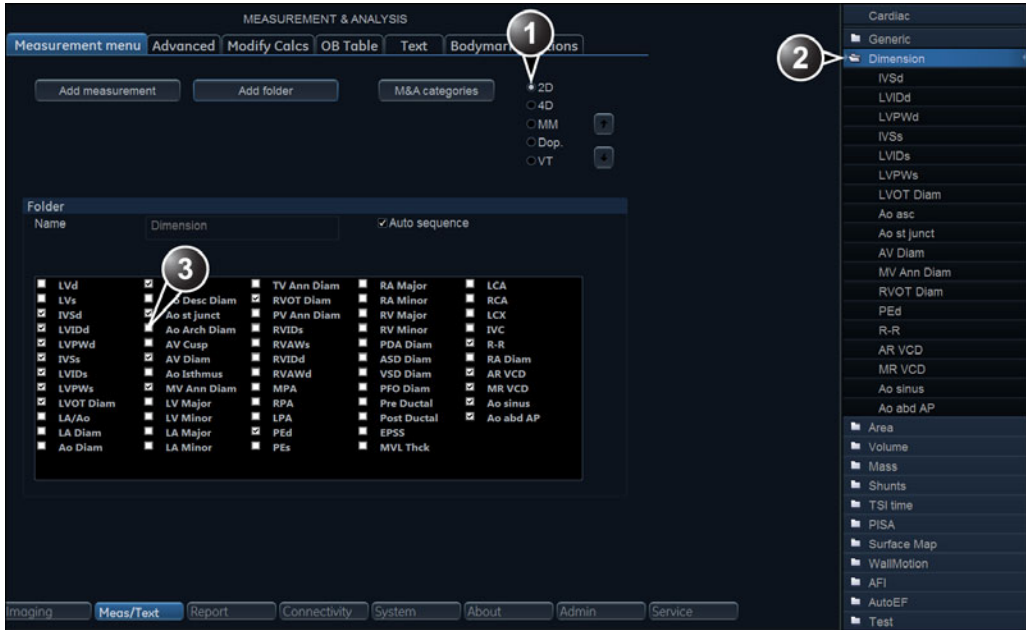 MEASUREMENT & ANALYSIS
Measurement menu Advanced Modify Calcs OB Table Text
1
Add measurement Add folder M&A categories
2D
4D
MM
Dop.
VT
Folder
Name Dimension Auto sequence
3
LVd TV Ann Diam RA Major LCA
LVs Desc Diam RVOT Diam RA Minor RCA
IVSd Ao st junct PV Ann Diam RV Major LCX
LVIDd Ao Arch Diam RVIDs RV Minor IVC
LVPWd AV Cusp RVAWs PDA Diam R-R
IVSs AV Diam RVIDd ASD Diam RA Diam
LVIDs Ao Isthmus RVAWd VSD Diam AR VCD
LVPWs MV Ann Diam MPA PFO Diam MR VCD
LVOT Diam LV Major RPA Pre Ductal Ao sinus
LA/Ao LV Minor LPA Post Ductal Ao abd AP
LA Diam LA Major PEd EPSS
Ao Diam LA Minor PEs MVL Thck
Imaging Meas/Text Report Connectivity System About Admin Service
Cardiac
Generic
2
Dimension
IVSd
LVIDd
LVPWd
IVSs
LVIDs
LVPWs
LVOT Diam
Ao asc
Ao st junct
AV Diam
MV Ann Diam
RVOT Diam
PEd
R-R
AR VCD
MR VCD
Ao sinus
Ao abd AP
Area
Volume
Mass
Shunts
TSI time
PISA
Surface Map
WallMotion
AFI
AutoEF
Test